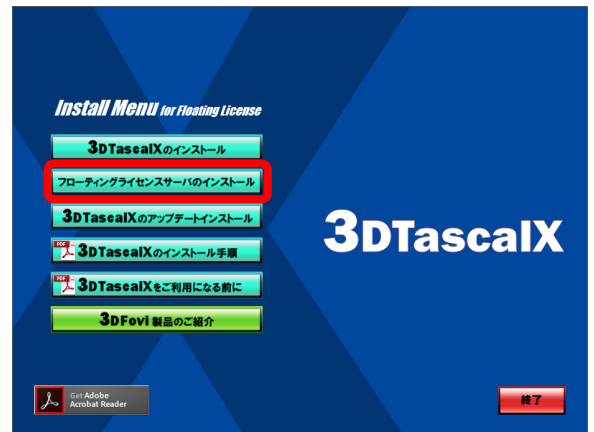 Install Menu for Floating License
3DTascalXのインストール
フローティングライセンスサーバのインストール
3DTascalXのアップデートインストール
PDF 3DTascalXのインストール手順
PDF 3DTascalXをご利用になる前に
3DFovi 製品のご紹介
3DTascalX
Get Adobe
Acrobat Reader
終了